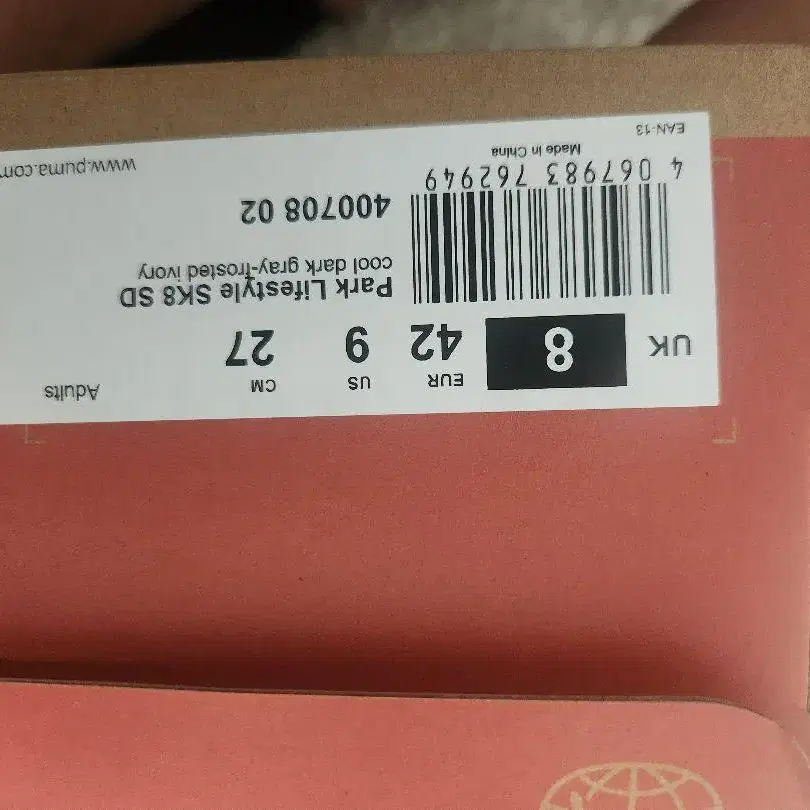 UK 8 EUR 42 US 9 CM 27 Adults
Park Lifestyle SK8 SD
cool dark gray-frosted ivory
400708 02
4 067983 762949
Made in China
EAN-13
www.puma.com